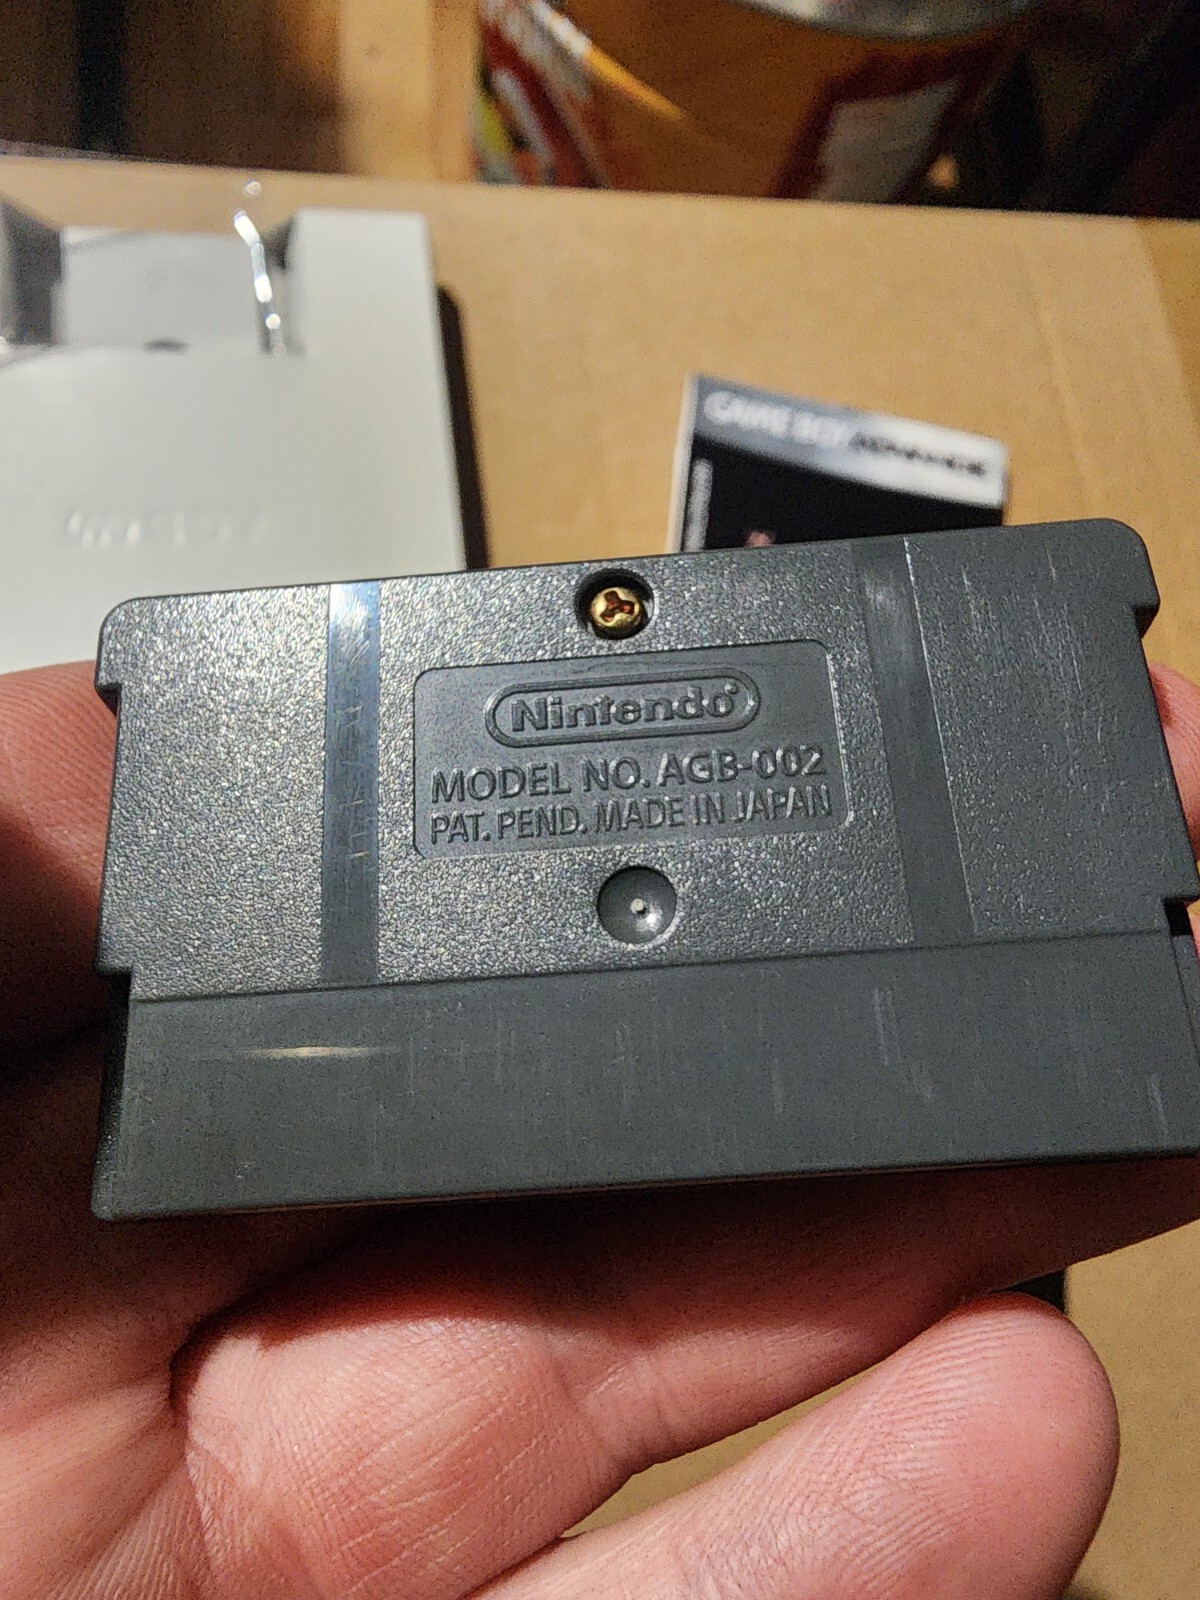 GAME BOY ADVANCE
Nintendo®
MODEL NO. AGB-002
PAT. PEND. MADE IN JAPAN